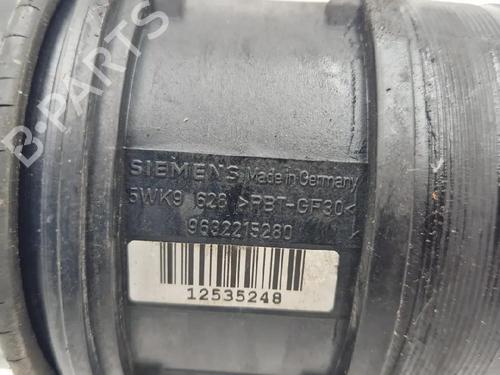 B-PARTS
SIEMENS Made in Germany
5WK9 628 >PBT-GF30<
9632215280
12535248